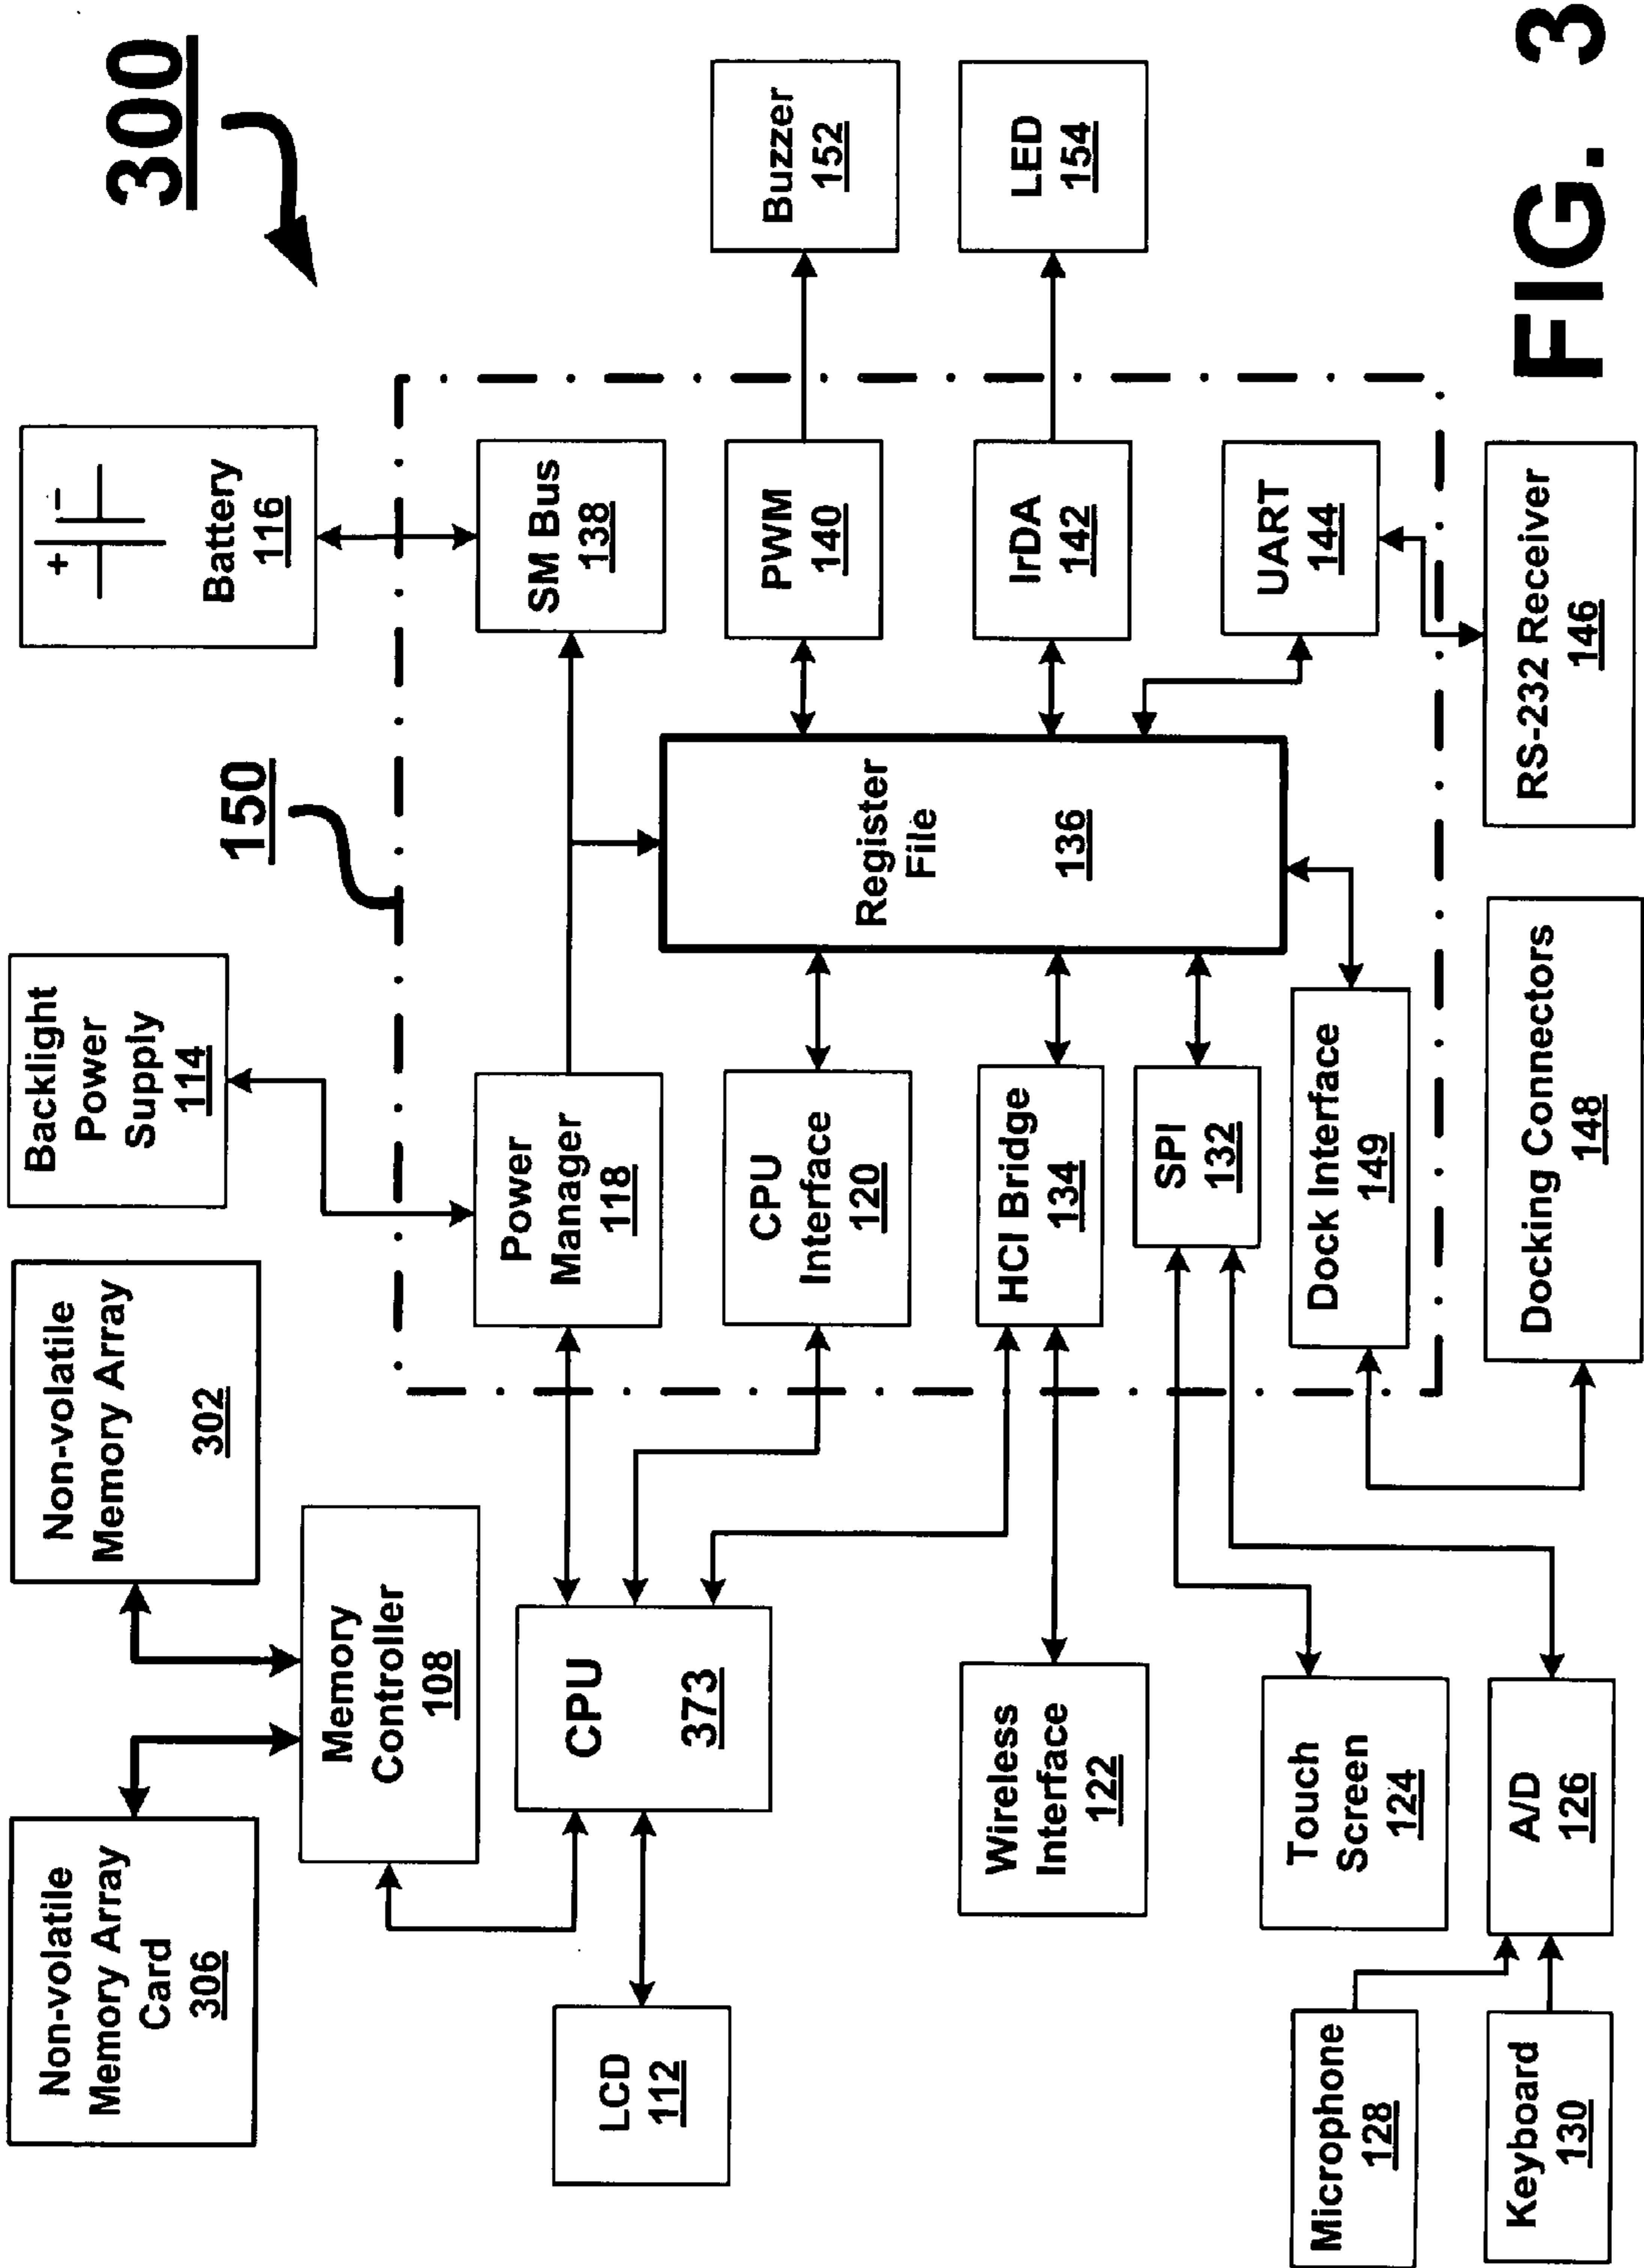 300
Non-volatile
Memory Array
Card
306
Non-volatile
Memory Array
302
Backlight
Power
Supply
114
+ -
Battery
116
150
Memory
Controller
108
LCD
112
CPU
373
Power
Manager
118
SM Bus
138
CPU
Interface
120
Register
File
136
PWM
140
Buzzer
152
Wireless
Interface
122
HCI Bridge
134
IrDA
142
LED
154
Touch
Screen
124
SPI
132
UART
144
Microphone
128
Keyboard
130
A/D
126
Dock Interface
149
Docking Connectors
148
RS-232 Receiver
146
FIG. 3